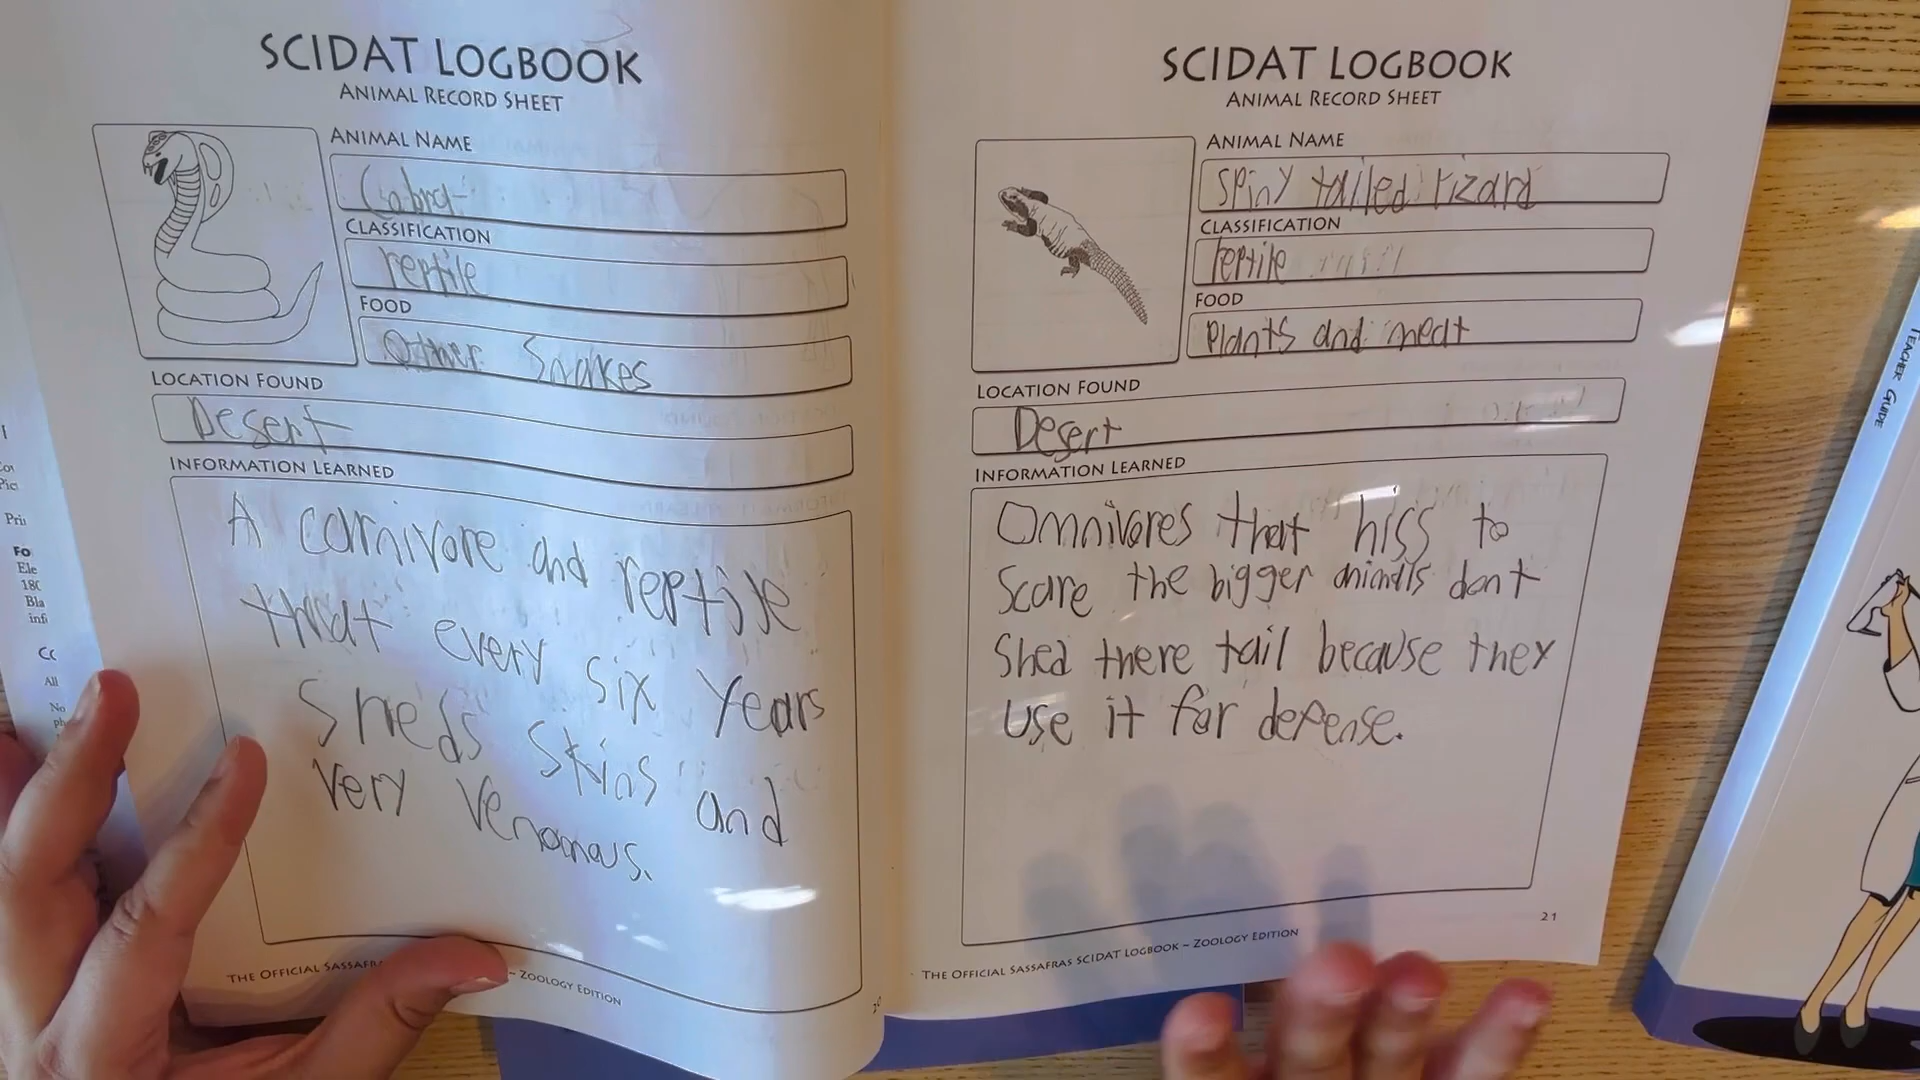 SCIDAT LOGBOOK
ANIMAL RECORD SHEET
ANIMAL NAME
Cobra
CLASSIFICATION
reptile
FOOD
Other Snakes
LOCATION FOUND
Desert
INFORMATION LEARNED
A carnivore and reptile
that every six years
sheds skins and
very venomous.
THE OFFICIAL SASSAFR
– ZOOLOGY EDITION
SCIDAT LOGBOOK
ANIMAL RECORD SHEET
ANIMAL NAME
spiny tailed lizard
CLASSIFICATION
reptile
FOOD
Plants and meat
LOCATION FOUND
Desert
INFORMATION LEARNED
Omnivores that hiss to
scare the bigger animals dont
shed there tail because they
use it for defense.
21
THE OFFICIAL SASSAFRAS SCIDAT LOGBOOK – ZOOLOGY EDITION
TEACHER GUIDE